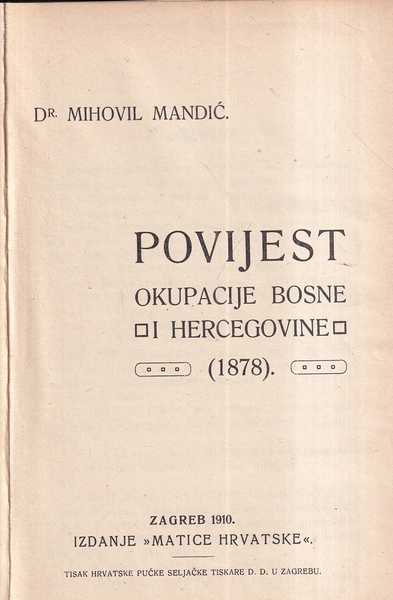 DR. MIHOVIL MANDIĆ.
POVIJEST
OKUPACIJE BOSNE
I HERCEGOVINE
(1878).
ZAGREB 1910.
IZDANJE »MATICE HRVATSKE«.
TISAK HRVATSKE PUČKE SELJAČKE TISKARE D. D. U ZAGREBU.